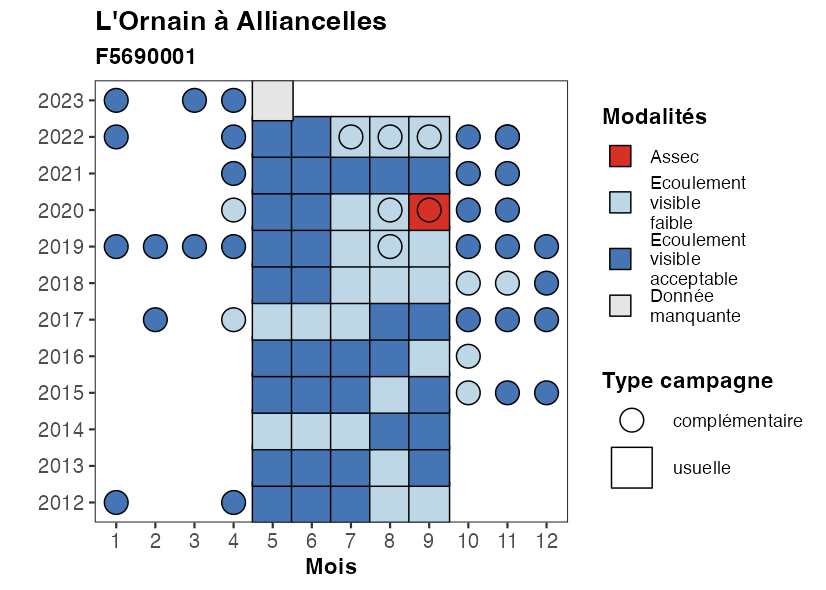 L'Ornain à Alliancelles
F5690001
2023
2022
2021
2020
2019
2018
2017
2016
2015
2014
2013
2012
1 2 3 4 5 6 7 8 9 10 11 12
Mois
Modalités
Assec
Ecoulement
visible
faible
Ecoulement
visible
acceptable
Donnée
manquante
Type campagne
complémentaire
usuelle